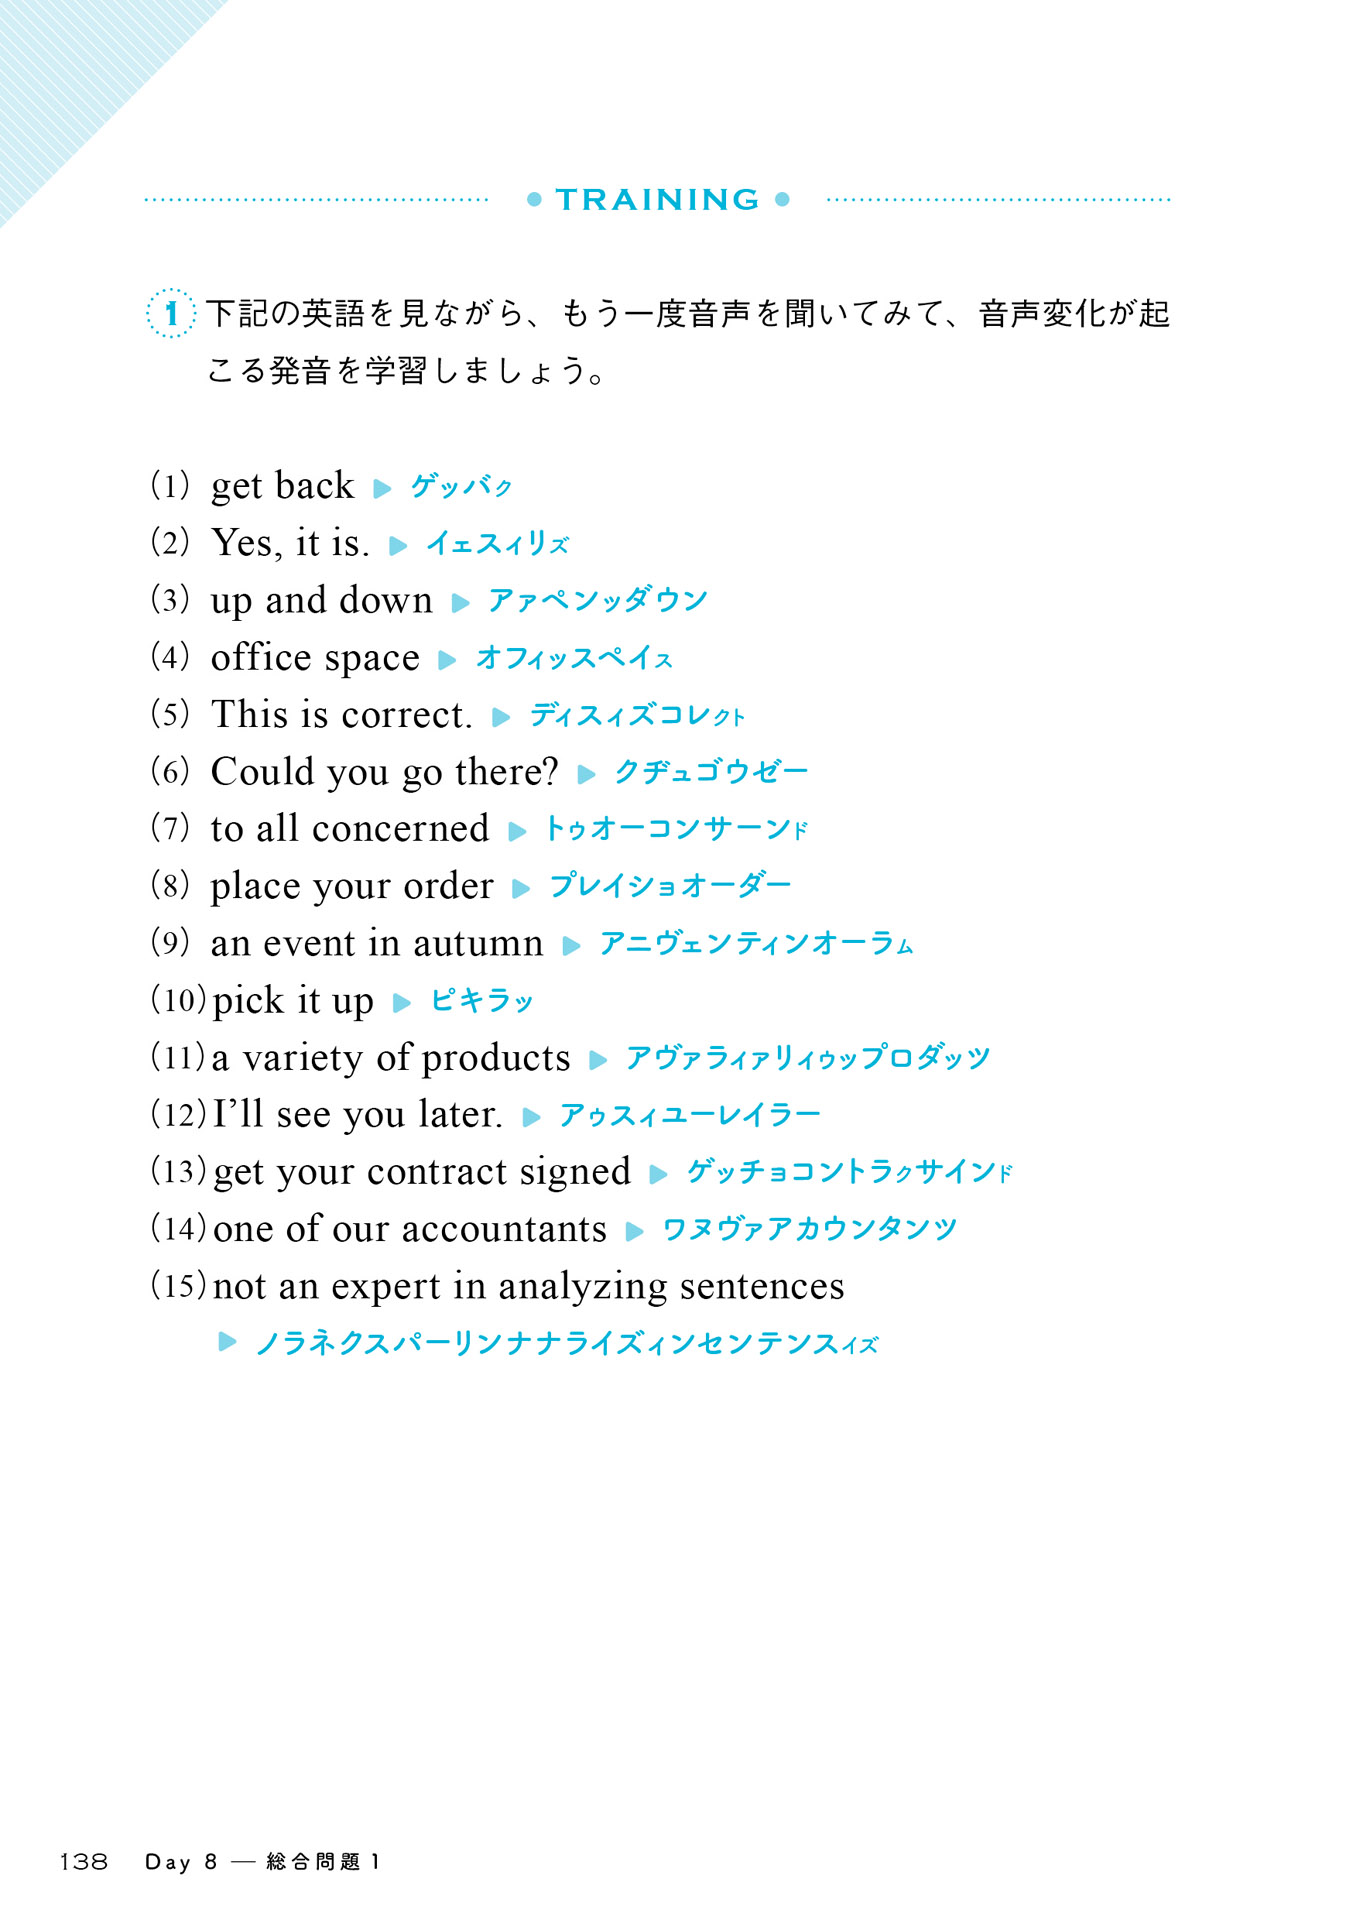 TRAINING
1 下記の英語を見ながら、もう一度音声を聞いてみて、音声変化が起
こる発音を学習しましょう。
(1) get back ▶ ゲッバク
(2) Yes, it is. ▶ イェスィリズ
(3) up and down ▶ アァペンッダウン
(4) office space ▶ オフィッスペイス
(5) This is correct. ▶ ディスィズコレクト
(6) Could you go there? ▶ クヂュゴウゼー
(7) to all concerned ▶ トゥオーコンサーンド
(8) place your order ▶ プレイショオーダー
(9) an event in autumn ▶ アニヴェンティンオーラム
(10) pick it up ▶ ピキラッ
(11) a variety of products ▶ アヴァライァリィゥップロダッツ
(12) I’ll see you later. ▶ アゥスィユーレイラー
(13) get your contract signed ▶ ゲッチョコントラクサインド
(14) one of our accountants ▶ ワヌヴァアカウンタンツ
(15) not an expert in analyzing sentences
▶ ノラネクスパーリンナナライズィンセンテンスイズ
138 Day 8 — 総合問題 1